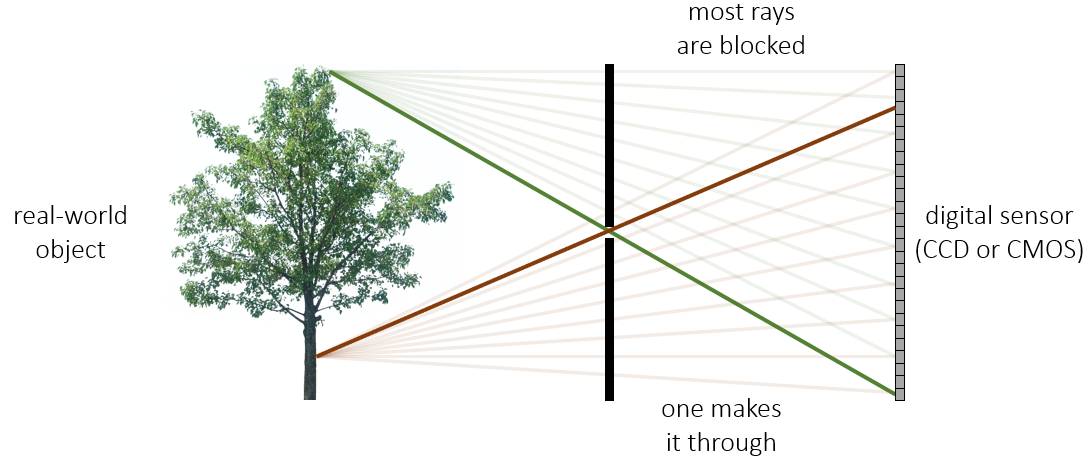 most rays
are blocked
real-world
object
digital sensor
(CCD or CMOS)
one makes
it through